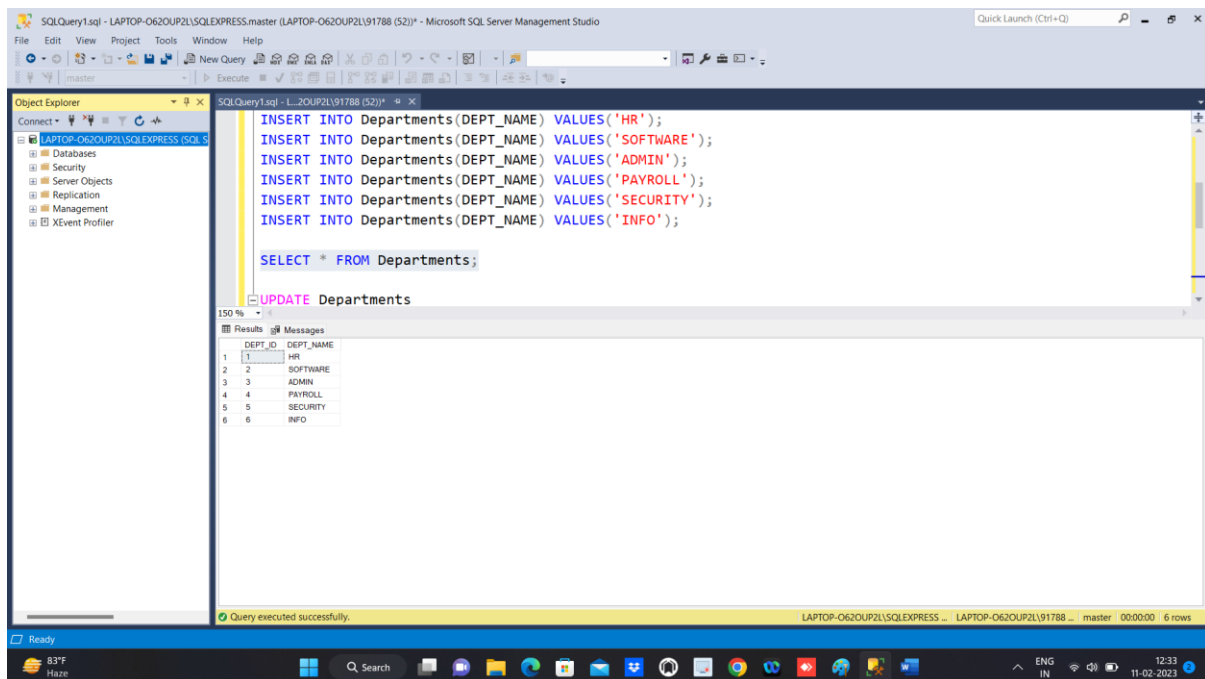 SQLQuery1.sql - LAPTOP-O62OUP2L\SQLEXPRESS.master (LAPTOP-O62OUP2L\91788 (52))* - Microsoft SQL Server Management Studio
Quick Launch (Ctrl+Q)
File Edit View Project Tools Window Help
New Query
master
Execute
Object Explorer
SQLQuery1.sql - L...2OUP2L\91788 (52))*
Connect
LAPTOP-O62OUP2L\SQLEXPRESS (SQL S
Databases
Security
Server Objects
Replication
Management
XEvent Profiler
INSERT INTO Departments(DEPT_NAME) VALUES('HR');
INSERT INTO Departments(DEPT_NAME) VALUES('SOFTWARE');
INSERT INTO Departments(DEPT_NAME) VALUES('ADMIN');
INSERT INTO Departments(DEPT_NAME) VALUES('PAYROLL');
INSERT INTO Departments(DEPT_NAME) VALUES('SECURITY');
INSERT INTO Departments(DEPT_NAME) VALUES('INFO');
SELECT * FROM Departments;
UPDATE Departments
150 %
Results Messages
DEPT_ID DEPT_NAME
1 1 HR
2 2 SOFTWARE
3 3 ADMIN
4 4 PAYROLL
5 5 SECURITY
6 6 INFO
Query executed successfully.
LAPTOP-O62OUP2L\SQLEXPRESS ... LAPTOP-O62OUP2L\91788 ... master 00:00:00 6 rows
Ready
83°F
Haze
Search
ENG
IN
12:33
11-02-2023
2